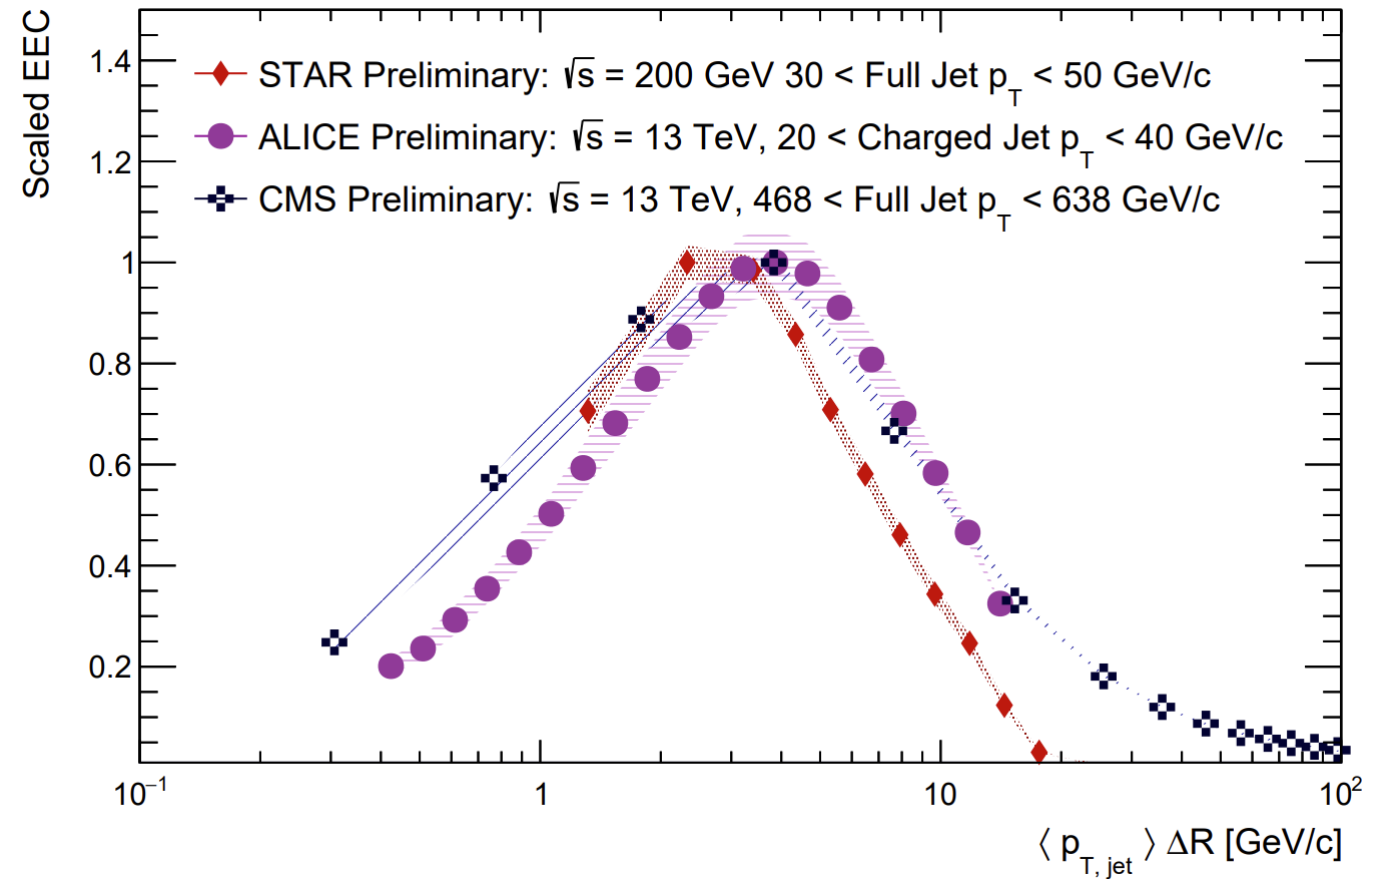 Scaled EEC
1.4
1.2
1
0.8
0.6
0.4
0.2
STAR Preliminary: √s = 200 GeV 30 < Full Jet p_T < 50 GeV/c
ALICE Preliminary: √s = 13 TeV, 20 < Charged Jet p_T < 40 GeV/c
CMS Preliminary: √s = 13 TeV, 468 < Full Jet p_T < 638 GeV/c
10⁻¹ 1 10 10²
⟨ p_T, jet ⟩ ΔR [GeV/c]